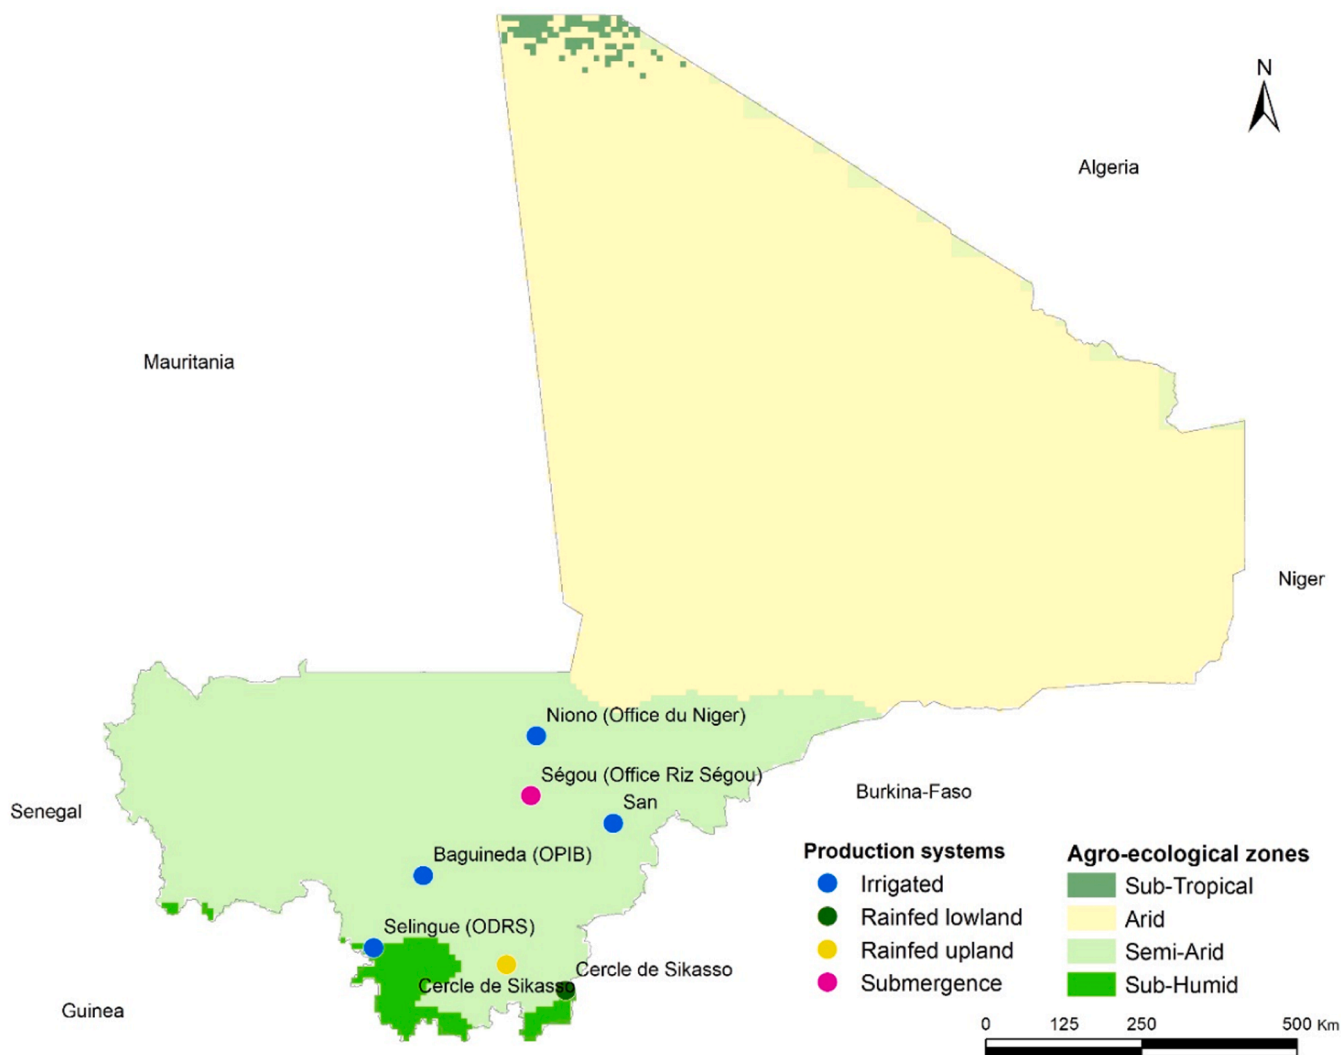 N
Algeria
Mauritania
Niger
Niono (Office du Niger)
Ségou (Office Riz Ségou)
San
Burkina-Faso
Senegal
Baguineda (OPIB)
Selingue (ODRS)
Cercle de Sikasso
Cercle de Sikasso
Guinea
Production systems
Irrigated
Rainfed lowland
Rainfed upland
Submergence
Agro-ecological zones
Sub-Tropical
Arid
Semi-Arid
Sub-Humid
0 125 250 500 Km